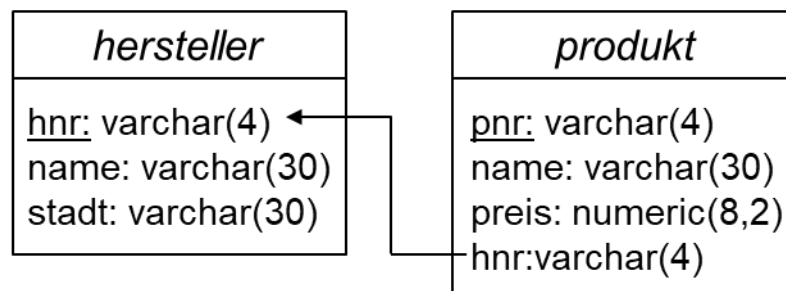 hersteller
hnr: varchar(4)
name: varchar(30)
stadt: varchar(30)
produkt
pnr: varchar(4)
name: varchar(30)
preis: numeric(8,2)
hnr:varchar(4)